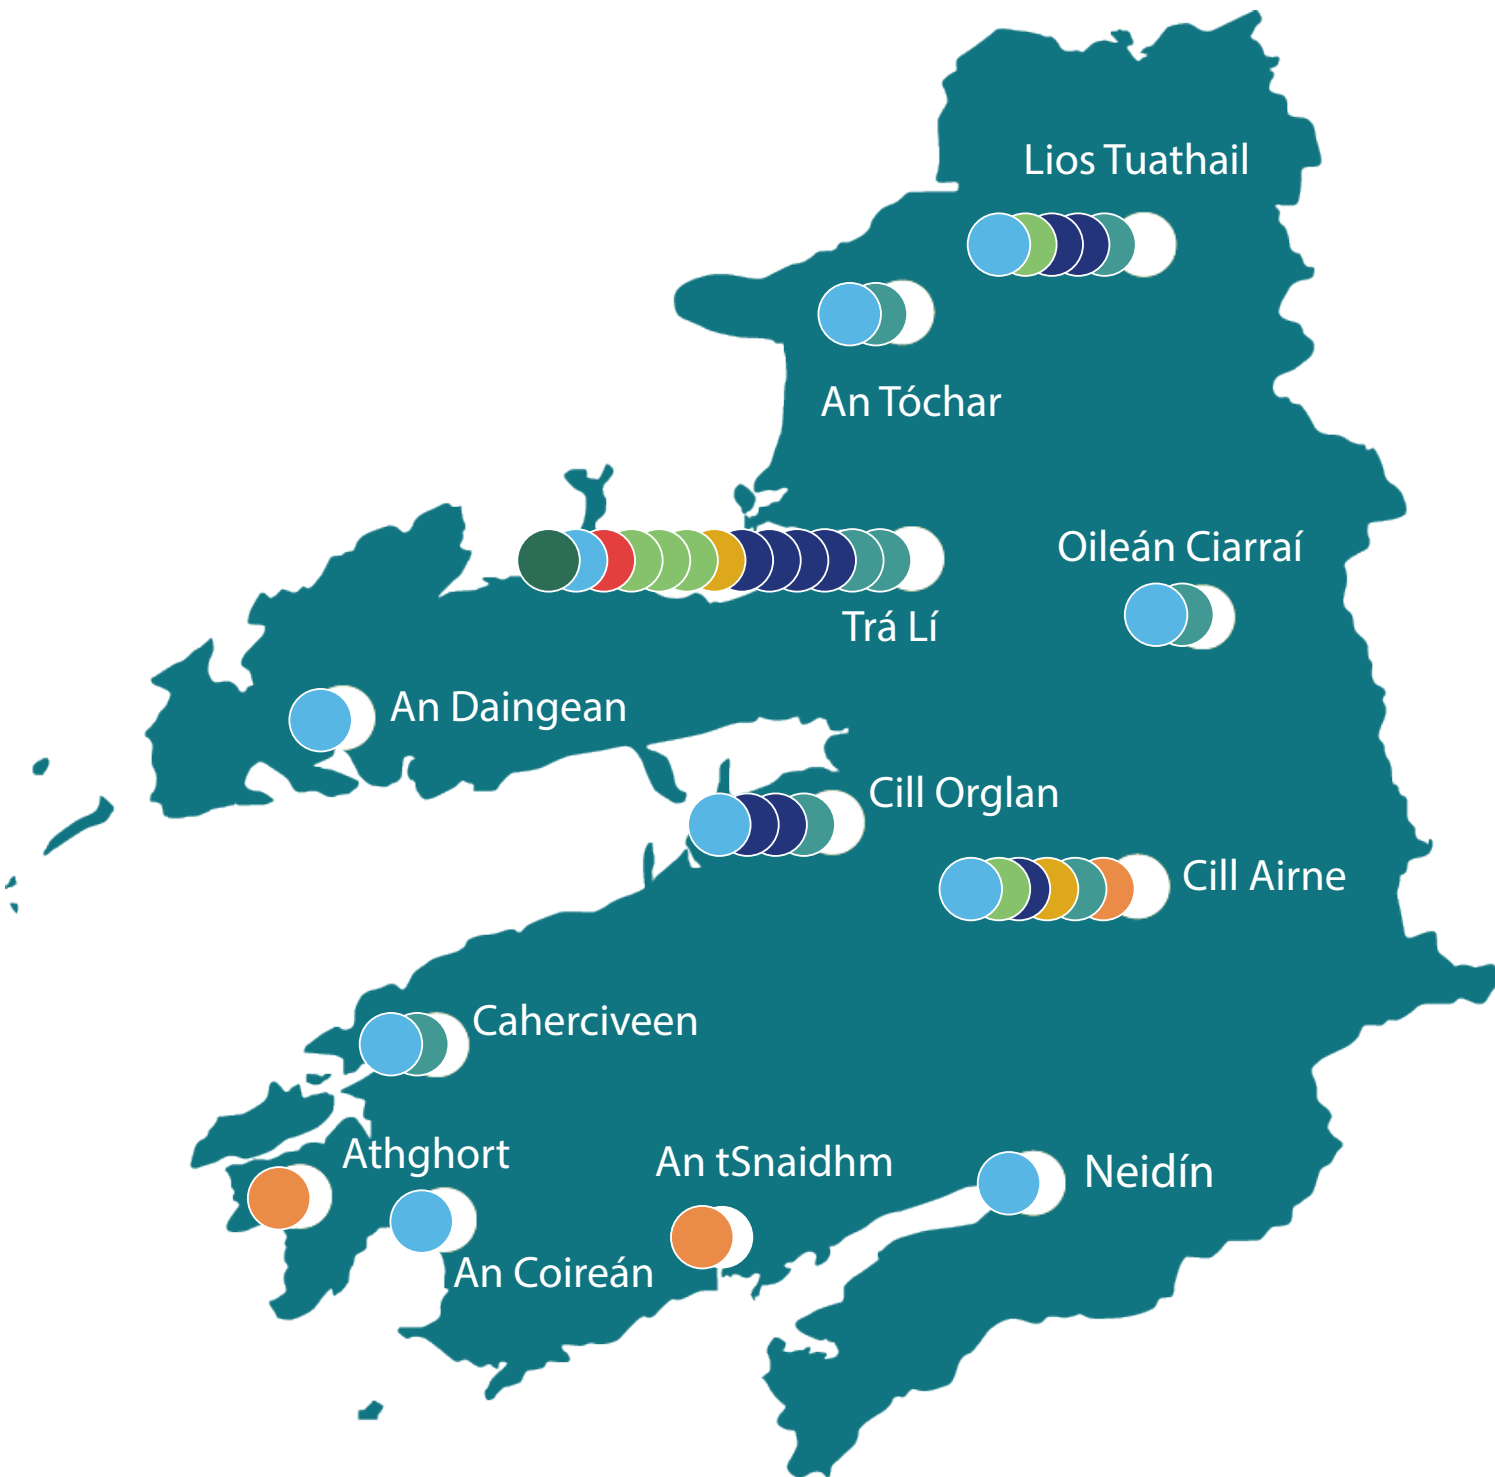 Lios Tuathail
An Tóchar
Oileán Ciarraí
Trá Lí
An Daingean
Cill Orglan
Cill Airne
Caherciveen
Athghort
An tSnaidhm
Neidín
An Coireán